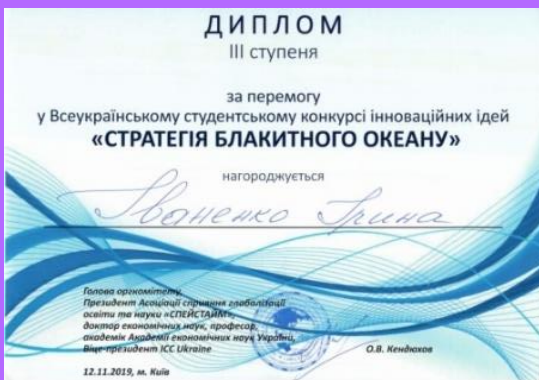 ДИПЛОМ
III ступеня
за перемогу
у Всеукраїнському студентському конкурсі інноваційних ідей
«СТРАТЕГІЯ БЛАКИТНОГО ОКЕАНУ»
нагороджується
Іваненко Ірина
Голова оргкомітету,
Президент Асоціації сприяння глобалізації
освіти та науки «СПЕЙСТАЙМ»,
доктор економічних наук, професор,
академік Академії економічних наук України,
Віце-президент ICC Ukraine
О.В. Кендюхов
12.11.2019, м. Київ